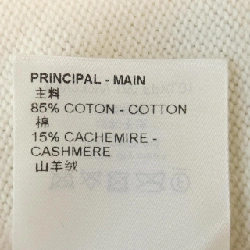 PRINCIPAL - MAIN
主料
85% COTON - COTTON
棉
15% CACHEMIRE -
CASHMERE
山羊绒